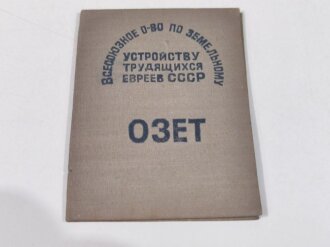 ВСЕСОЮЗНОЕ О-ВО ПО ЗЕМЕЛЬНОМУ
УСТРОЙСТВУ
ТРУДЯЩИХСЯ
ЕВРЕЕВ СССР
ОЗЕТ